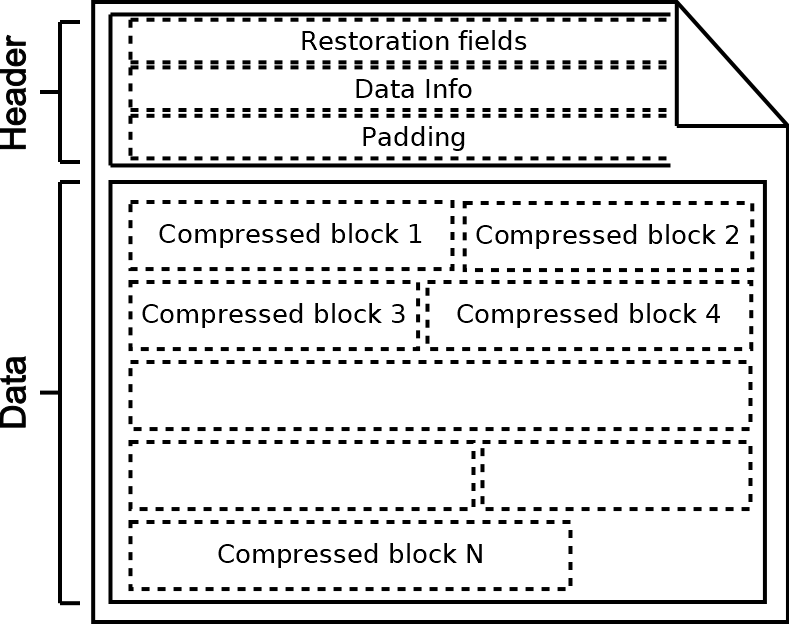 Header
Restoration fields
Data Info
Padding
Data
Compressed block 1
Compressed block 2
Compressed block 3
Compressed block 4
Compressed block N